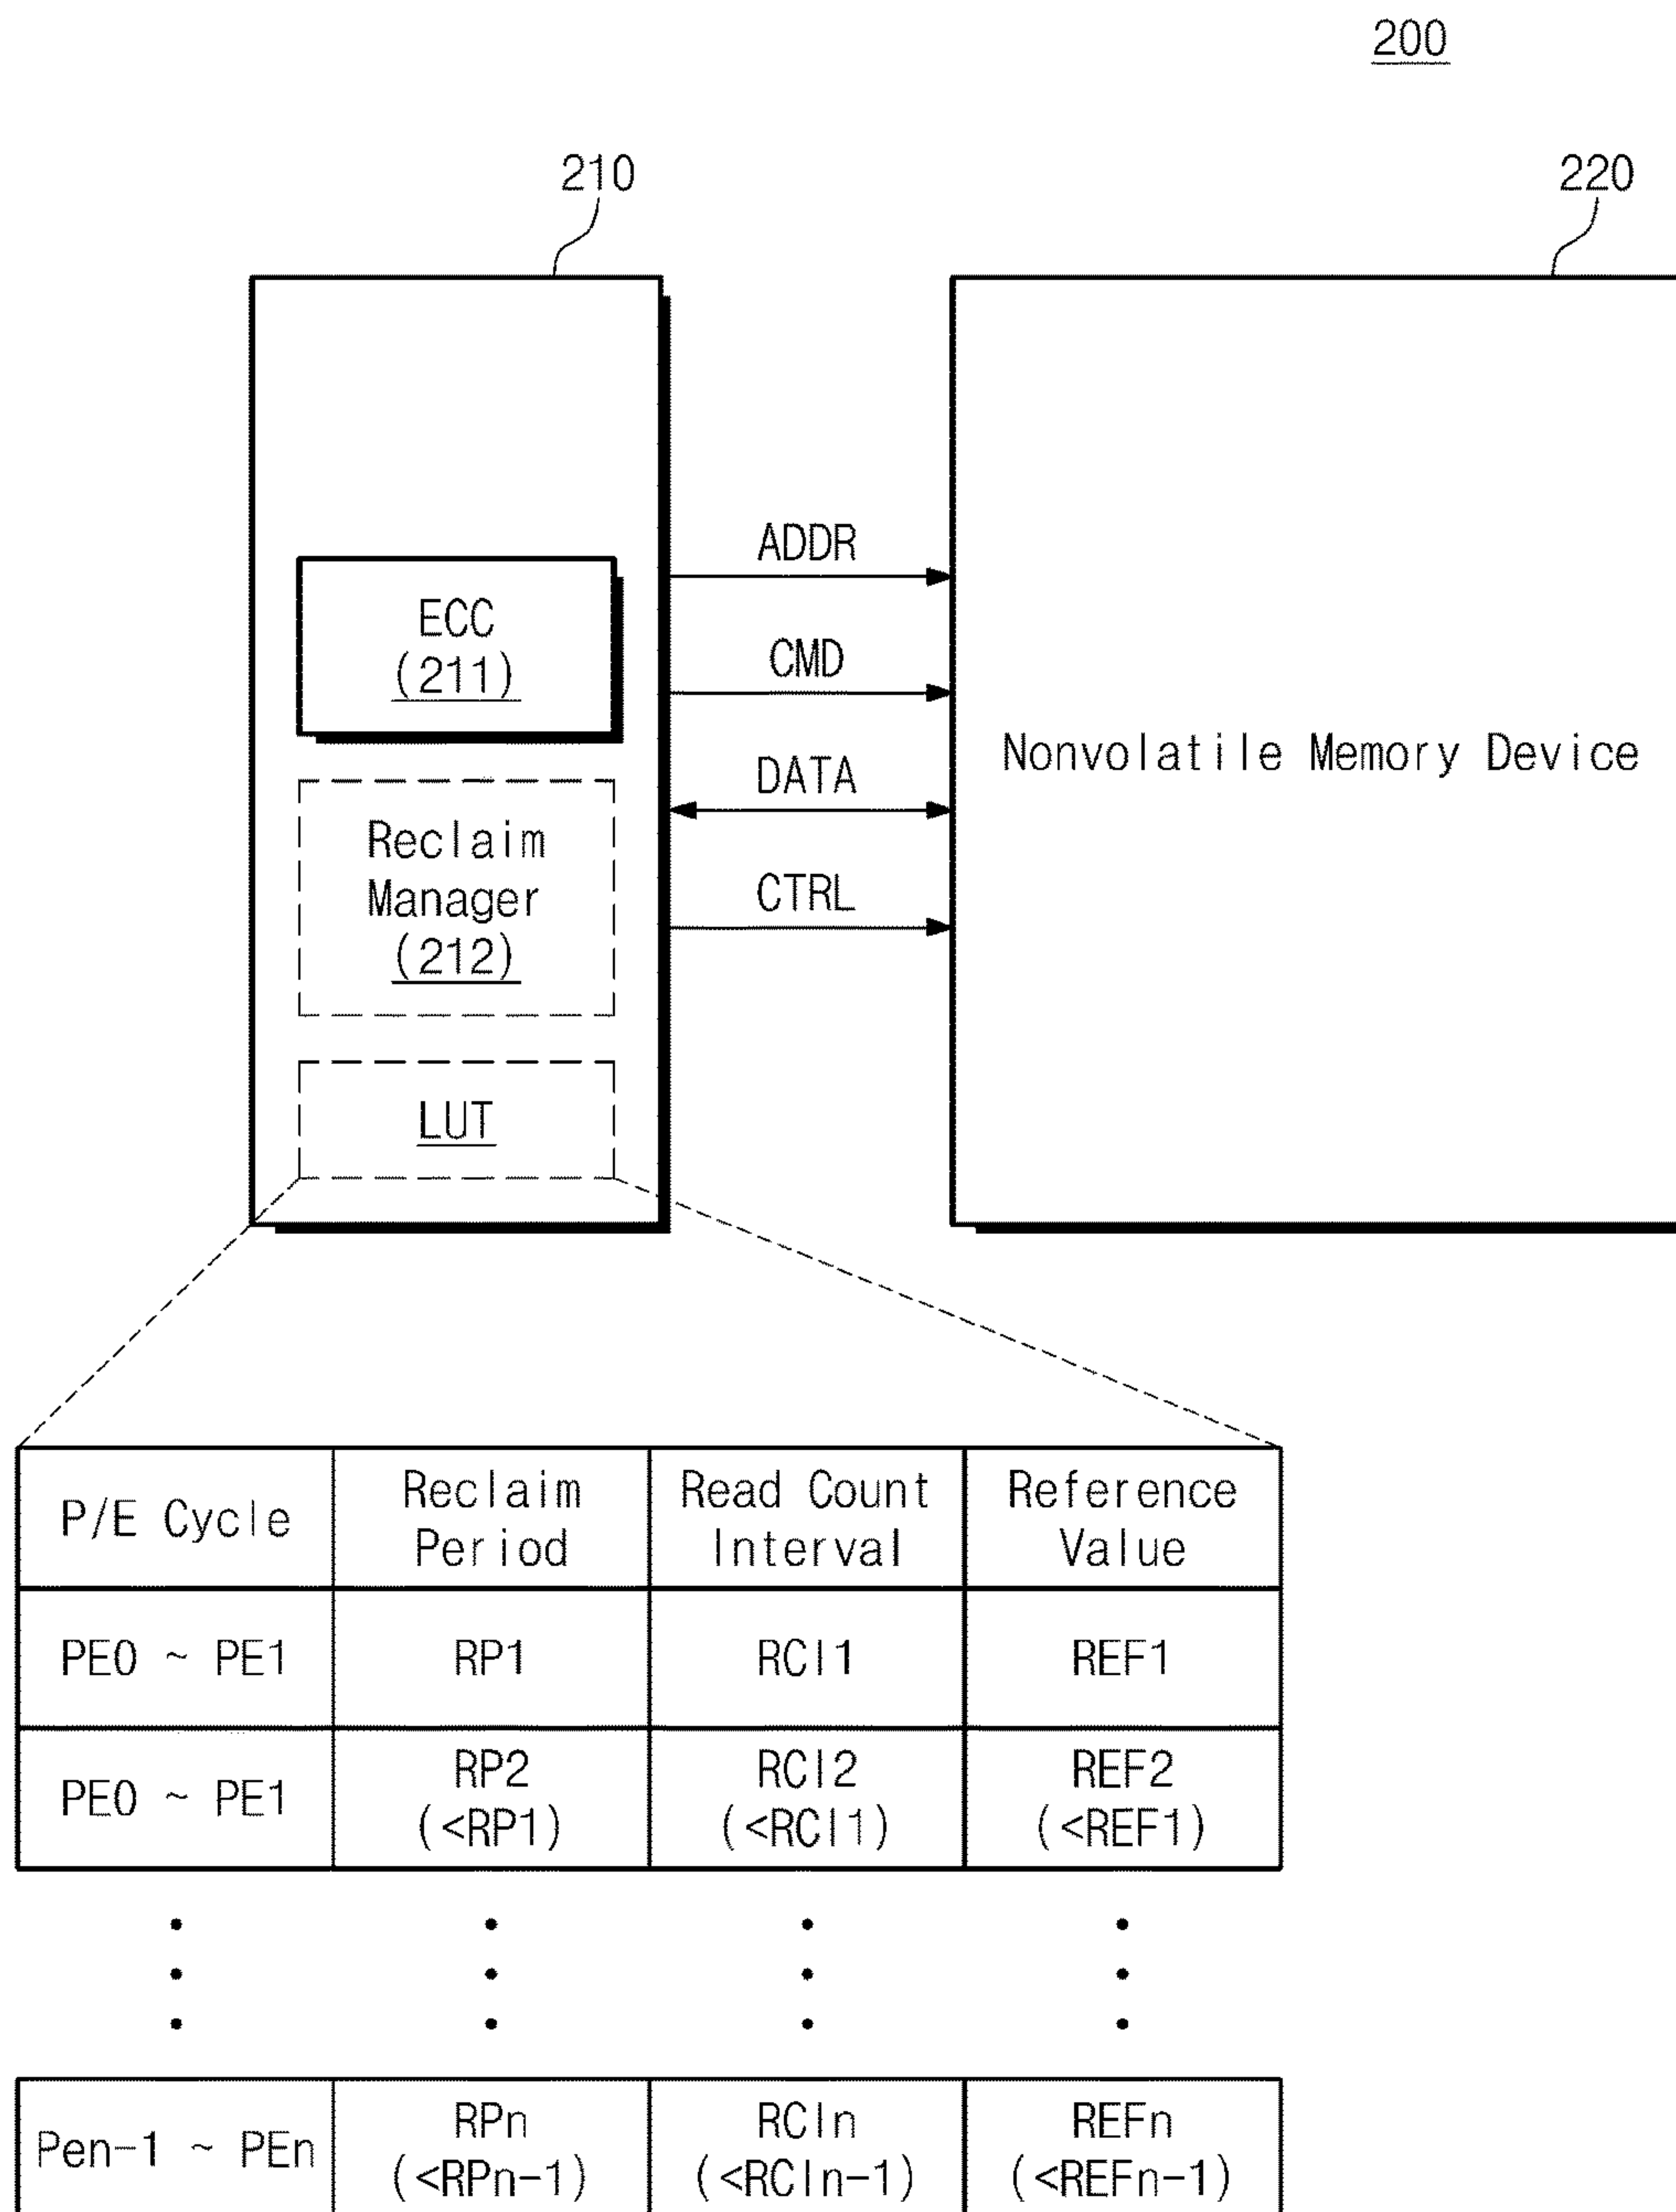 200
210
220
ECC
(211)
Reclaim
Manager
(212)
LUT
ADDR
CMD
DATA
CTRL
Nonvolatile Memory Device
P/E Cycle
Reclaim
Period
Read Count
Interval
Reference
Value
PE0 ~ PE1
RP1
RCI1
REF1
PE0 ~ PE1
RP2
(<RP1)
RCI2
(<RCI1)
REF2
(<REF1)
Pen-1 ~ PEn
RPn
(<RPn-1)
RCIn
(<RCIn-1)
REFn
(<REFn-1)